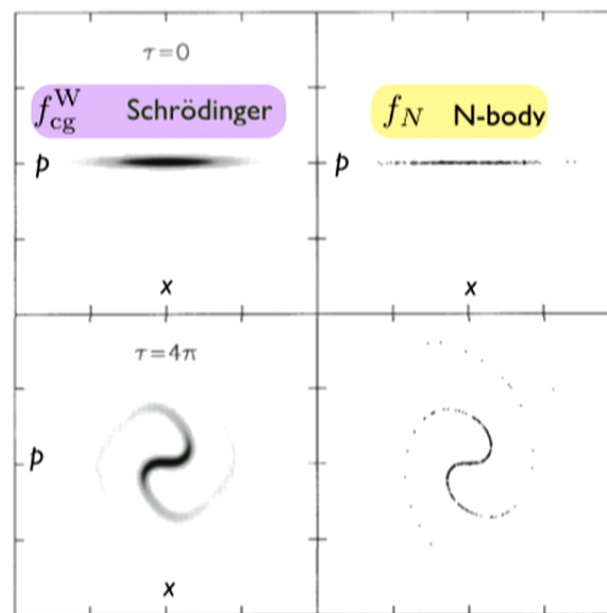 τ=0
f_cg^W Schrödinger
f_N N-body
p
p
x
x
τ=4π
p
x